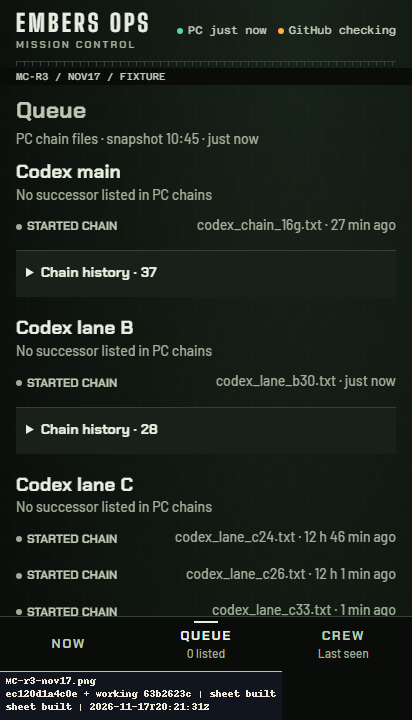 EMBERS OPS
MISSION CONTROL
PC just now GitHub checking
MC-R3 / NOV17 / FIXTURE
Queue
PC chain files · snapshot 10:45 · just now
Codex main
No successor listed in PC chains
STARTED CHAIN codex_chain_16g.txt · 27 min ago
Chain history · 37
Codex lane B
No successor listed in PC chains
STARTED CHAIN codex_lane_b30.txt · just now
Chain history · 28
Codex lane C
No successor listed in PC chains
STARTED CHAIN codex_lane_c24.txt · 12 h 46 min ago
STARTED CHAIN codex_lane_c26.txt · 12 h 1 min ago
STARTED CHAIN codex_lane_c33.txt · 1 min ago
NOW QUEUE CREW
0 listed Last seen
MC-r3-nov17.png
ec120d1a4c0e + working 63b2623c | sheet built
sheet built | 2026-11-17T20:21:31Z